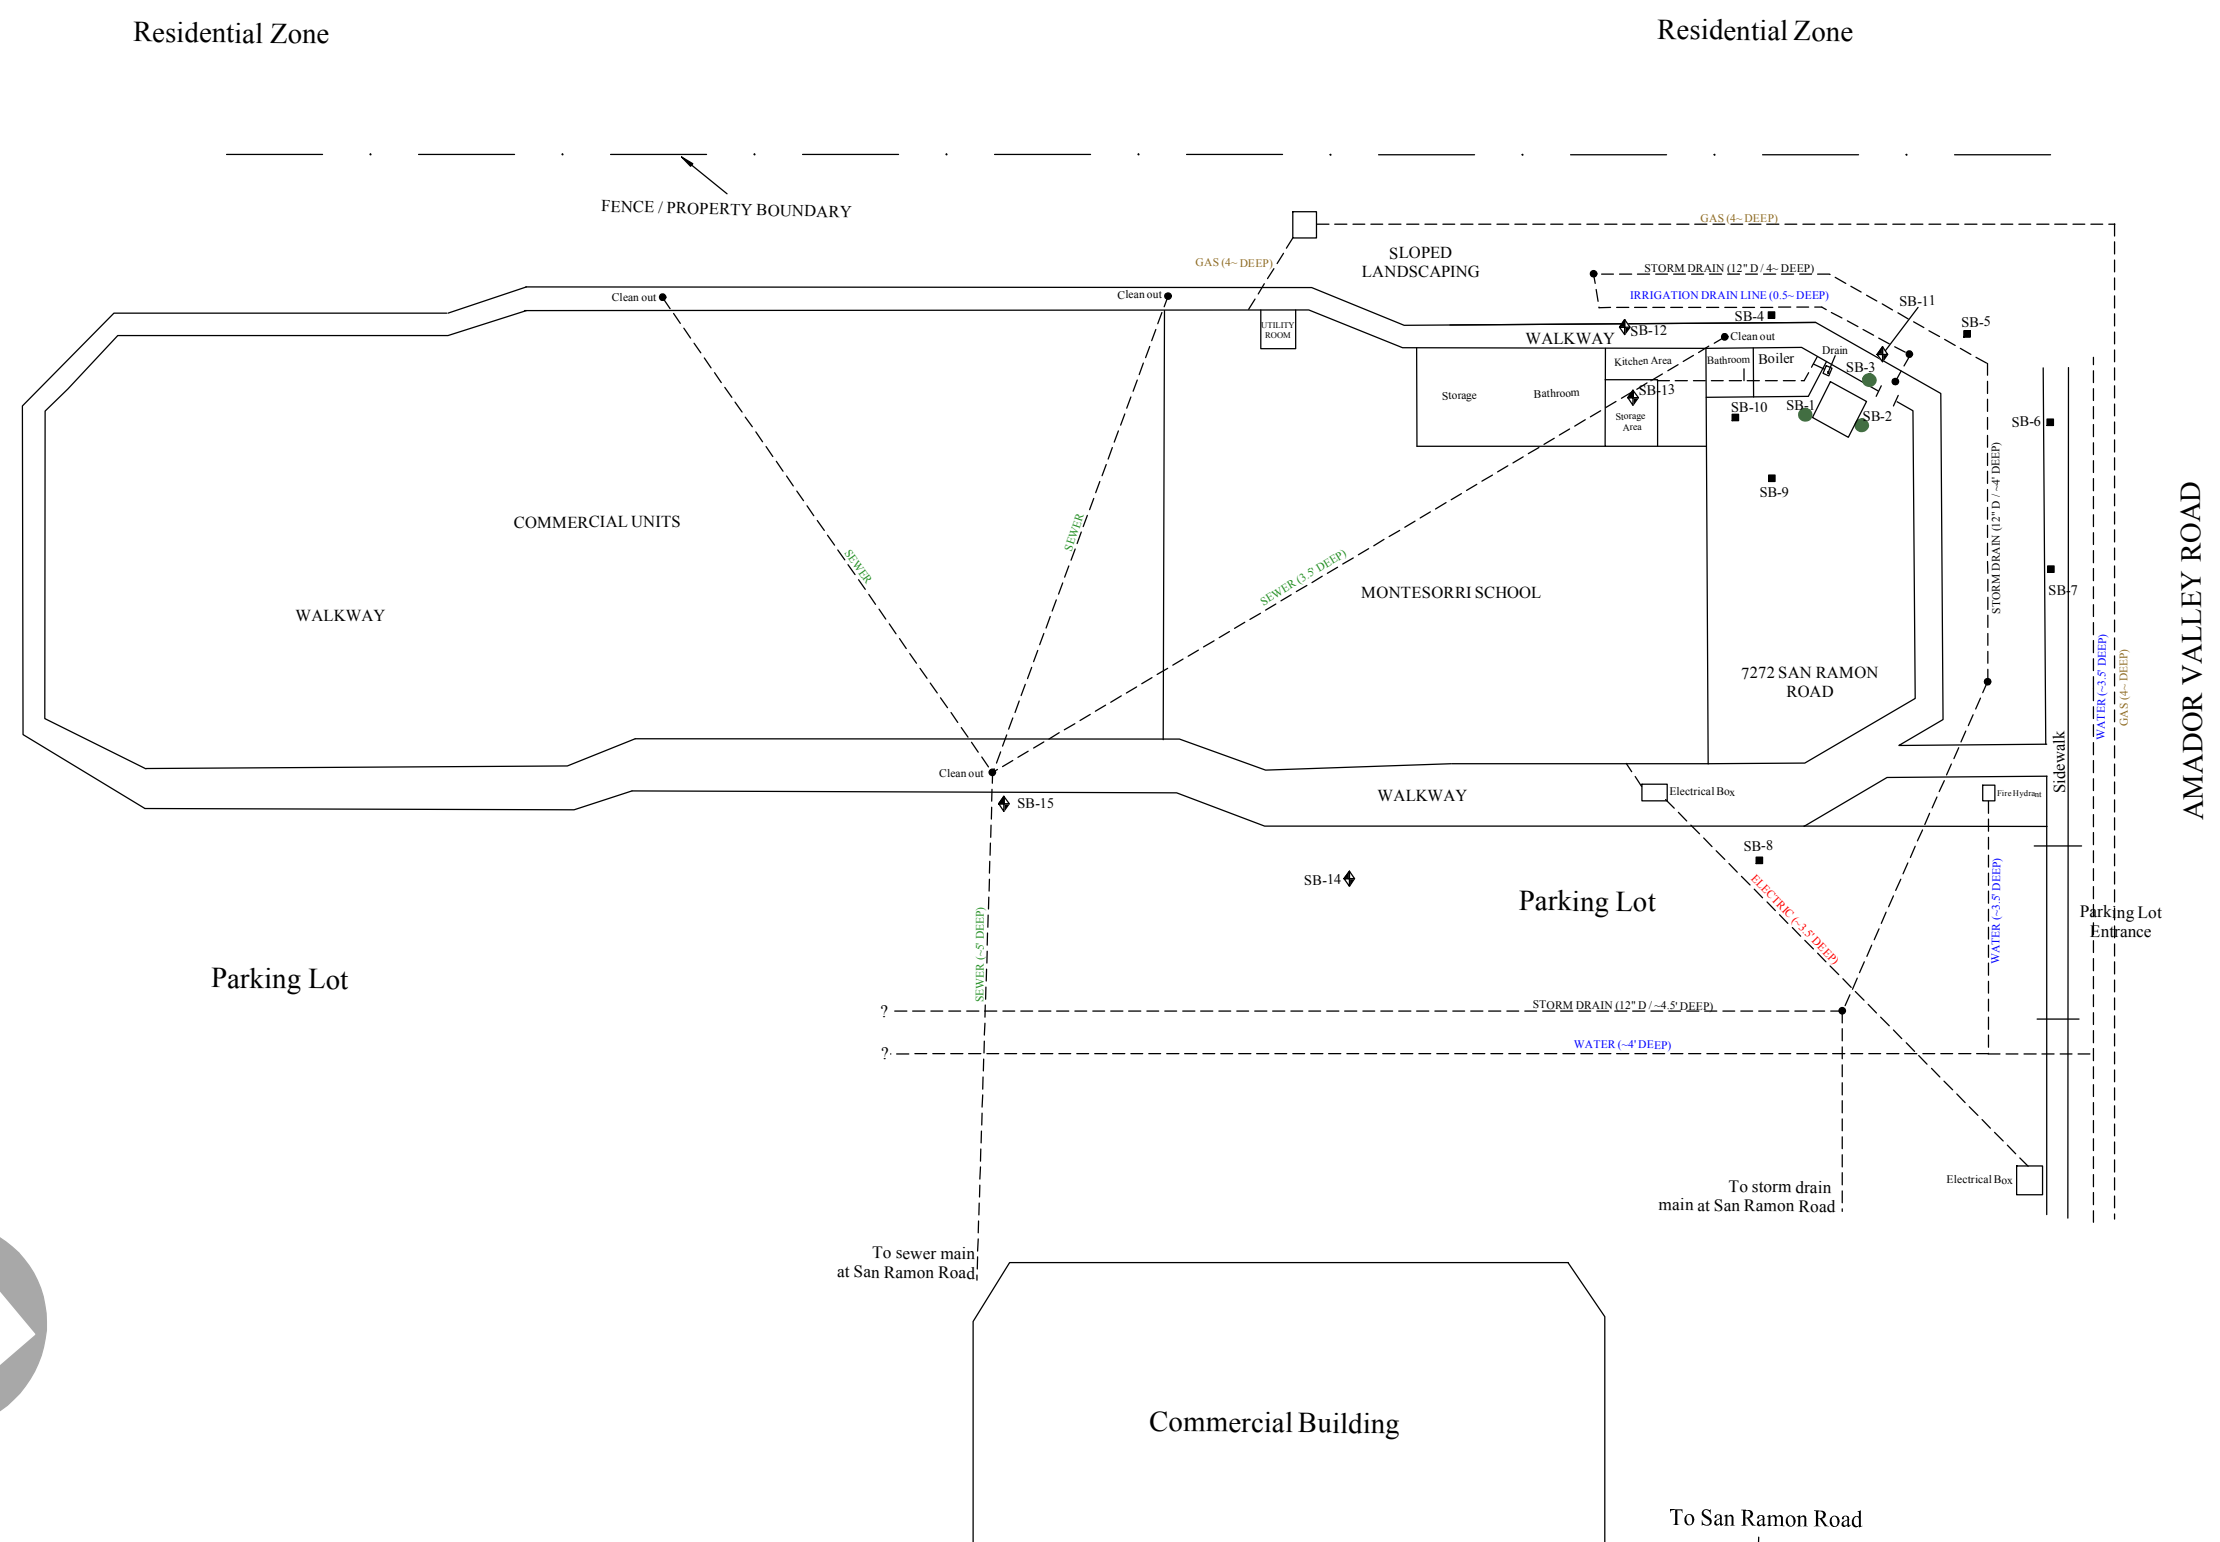 Residential Zone
Residential Zone
FENCE / PROPERTY BOUNDARY
GAS (4~ DEEP)
GAS (4~ DEEP)
SLOPED
LANDSCAPING
STORM DRAIN (12" D / 4~ DEEP)
IRRIGATION DRAIN LINE (0.5~ DEEP)
SB-11
SB-5
SB-4
SB-12
Clean out
Clean out
UTILITY
ROOM
WALKWAY
Clean out
Kitchen Area
Bathroom
Boiler
Drain
SB-3
Storage
Bathroom
SB-13
Storage
Area
SB-10
SB-1
SB-2
SB-6
SB-9
STORM DRAIN (12" D / ~4' DEEP)
SB-7
COMMERCIAL UNITS
SEWER
SEWER
SEWER (3.5' DEEP)
MONTESORRI SCHOOL
WALKWAY
7272 SAN RAMON
ROAD
WATER (~3.5' DEEP)
GAS (4~ DEEP)
AMADOR VALLEY ROAD
Sidewalk
Clean out
SB-15
WALKWAY
Electrical Box
Fire Hydrant
SB-8
SB-14
Parking Lot
ELECTRIC (~3.5' DEEP)
WATER (~3.5' DEEP)
Parking Lot
Entrance
SEWER (~5' DEEP)
Parking Lot
?
STORM DRAIN (12" D / ~4.5' DEEP)
?
WATER (~4' DEEP)
Electrical Box
To storm drain
main at San Ramon Road
To sewer main
at San Ramon Road
Commercial Building
To San Ramon Road